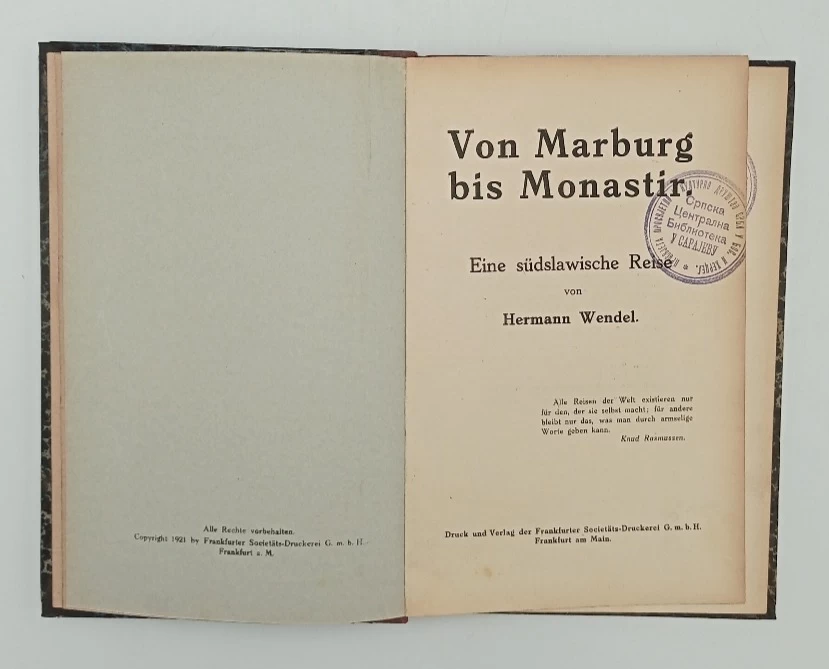 Alle Rechte vorbehalten.
Copyright 1921 by Frankfurter Societäts-Druckerei G. m. b. H.
Frankfurt a. M.
Von Marburg
bis Monastir.
Eine südslawische Reise
von
Hermann Wendel.
Alle Reisen der Welt existieren nur
für den, der sie selbst macht; für andere
bleibt nur das, was man durch armselige
Worte geben kann.
Knud Rasmussen.
Druck und Verlag der Frankfurter Societäts-Druckerei G. m. b. H.
Frankfurt am Main.
Српска
Централна
Библиотека
У САРАЈЕВУ